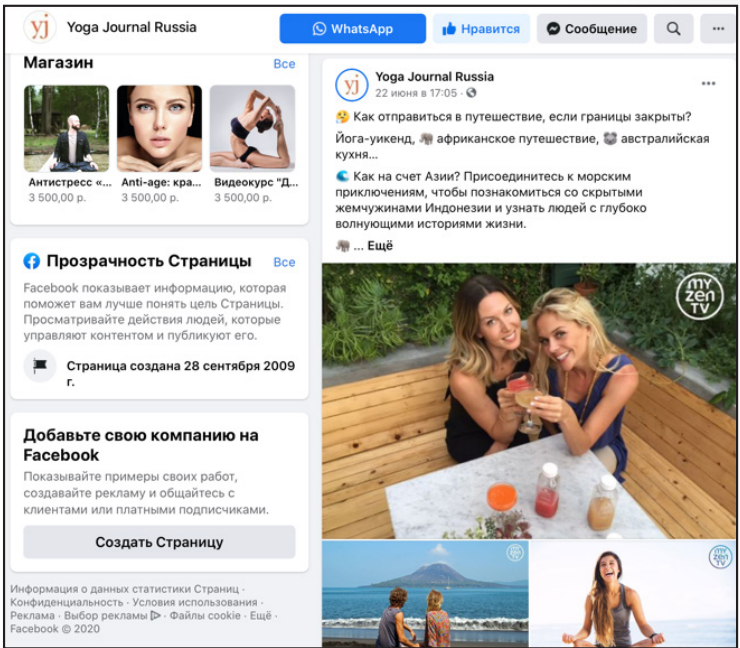 yj Yoga Journal Russia
WhatsApp
Нравится
Сообщение
Магазин
Все
Антистресс «...
3 500,00 р.
Anti-age: кра...
3 500,00 р.
Видеокурс "Д...
3 500,00 р.
Прозрачность Страницы
Все
Facebook показывает информацию, которая
поможет вам лучше понять цель Страницы.
Просматривайте действия людей, которые
управляют контентом и публикуют его.
Страница создана 28 сентября 2009
г.
Добавьте свою компанию на
Facebook
Показывайте примеры своих работ,
создавайте рекламу и общайтесь с
клиентами или платными подписчиками.
Создать Страницу
Информация о данных статистики Страниц ·
Конфиденциальность · Условия использования ·
Реклама · Выбор рекламы · Файлы cookie · Ещё ·
Facebook © 2020
yj Yoga Journal Russia
22 июня в 17:05 ·
🤔 Как отправиться в путешествие, если границы закрыты?
Йога-уикенд, 🐘 африканское путешествие, 🐨 австралийская
кухня...
🌊 Как на счет Азии? Присоединитесь к морским
приключениям, чтобы познакомиться со скрытыми
жемчужинами Индонезии и узнать людей с глубоко
волнующими историями жизни.
🐘 ... Ещё
MY
Zen
TV
MY
Zen
TV
MY
Zen
TV